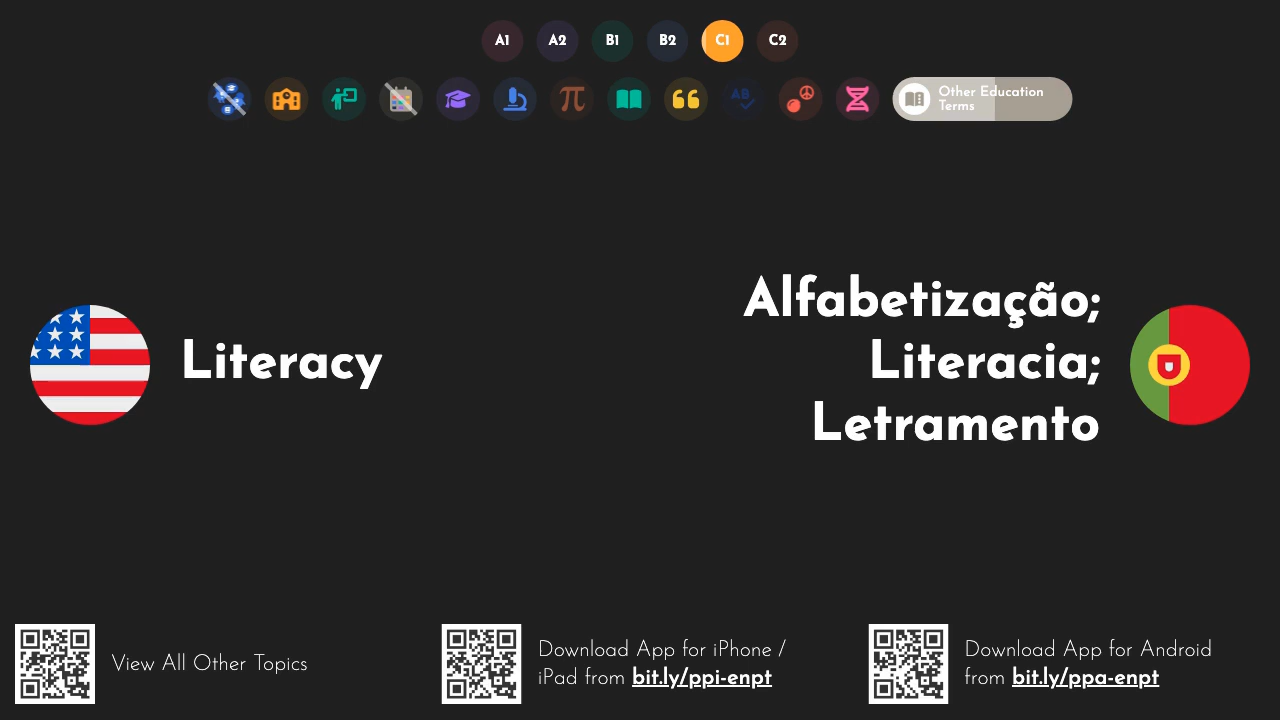 A1 A2 B1 B2 C1 C2
AB
Other Education
Terms
Literacy
Alfabetização;
Literacia;
Letramento
View All Other Topics
Download App for iPhone /
iPad from bit.ly/ppi-enpt
Download App for Android
from bit.ly/ppa-enpt